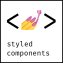 < >
styled
components